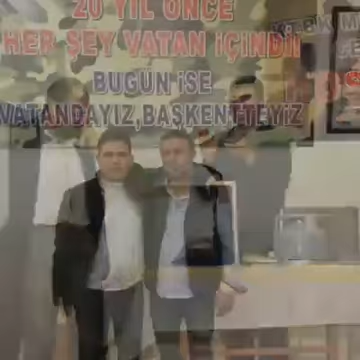 20 YIL ÖNCE
HER ŞEY VATAN İÇİNDİ!
BUGÜN İSE
VATANDAYIZ, BAŞKENTTEYİZ